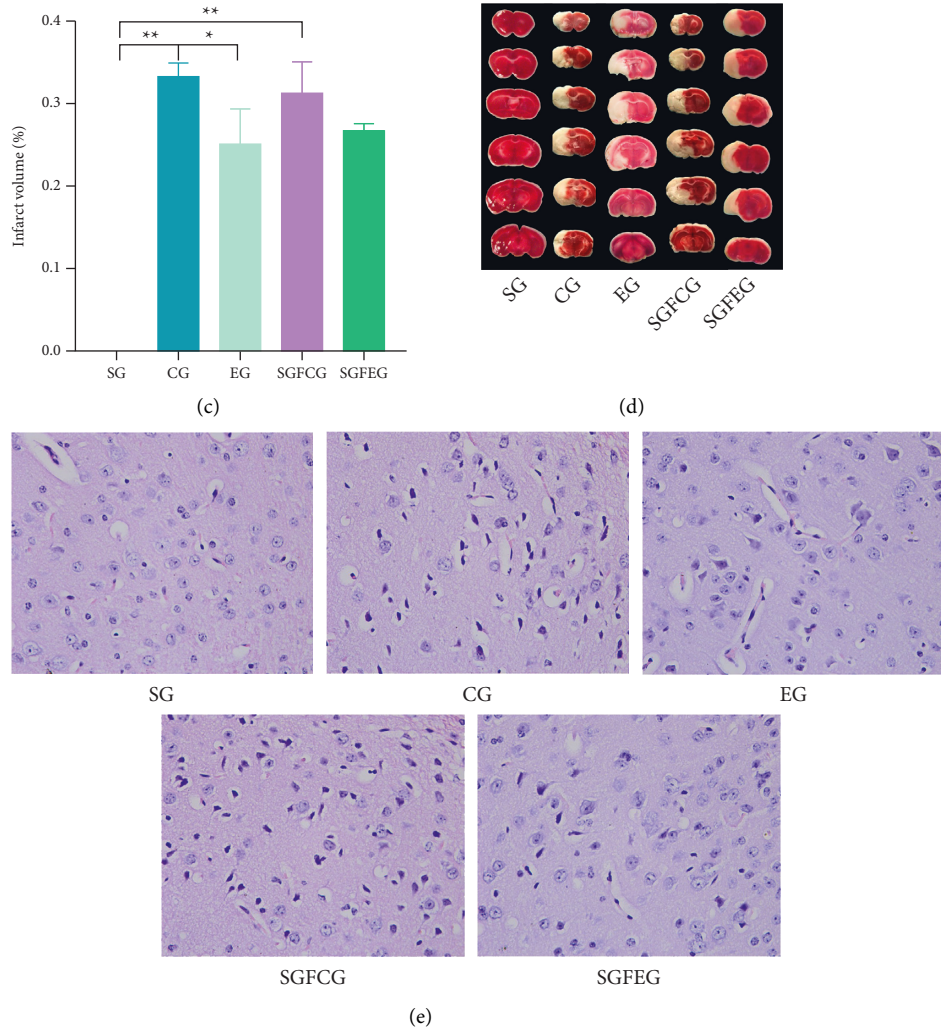 0.4
0.3
0.2
0.1
0.0
Infarct volume (%)
**
** *
SG CG EG SGFCG SGFEG
(c)
SG CG EG SGFCG SGFEG
(d)
SG CG EG
SGFCG SGFEG
(e)